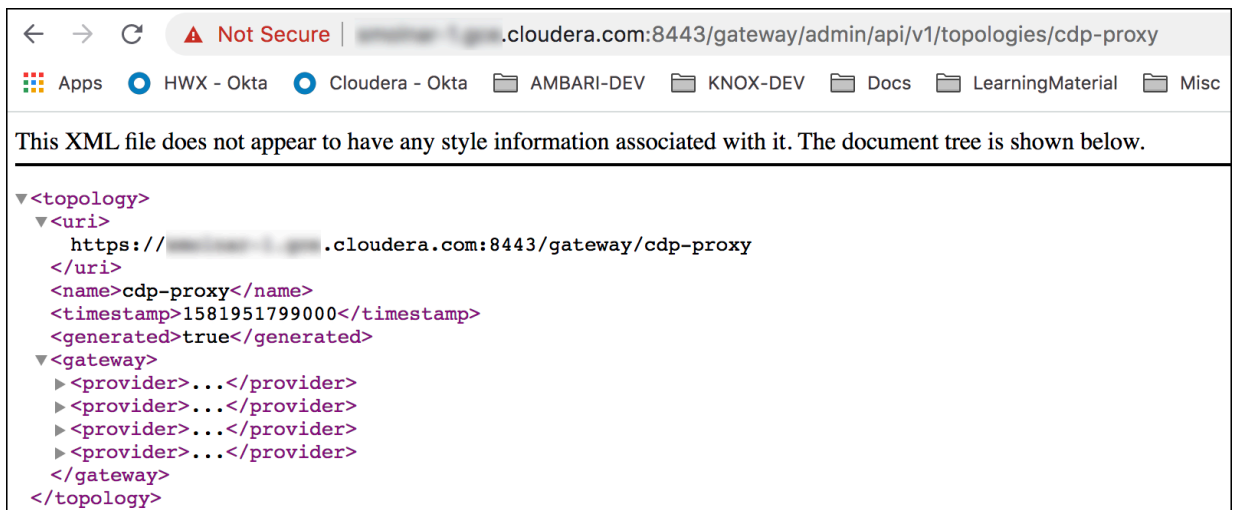 Not Secure | .cloudera.com:8443/gateway/admin/api/v1/topologies/cdp-proxy
Apps HWX - Okta Cloudera - Okta AMBARI-DEV KNOX-DEV Docs LearningMaterial Misc
This XML file does not appear to have any style information associated with it. The document tree is shown below.
<topology>
<uri>
https:// .cloudera.com:8443/gateway/cdp-proxy
</uri>
<name>cdp-proxy</name>
<timestamp>1581951799000</timestamp>
<generated>true</generated>
<gateway>
<provider>...</provider>
<provider>...</provider>
<provider>...</provider>
<provider>...</provider>
</gateway>
</topology>